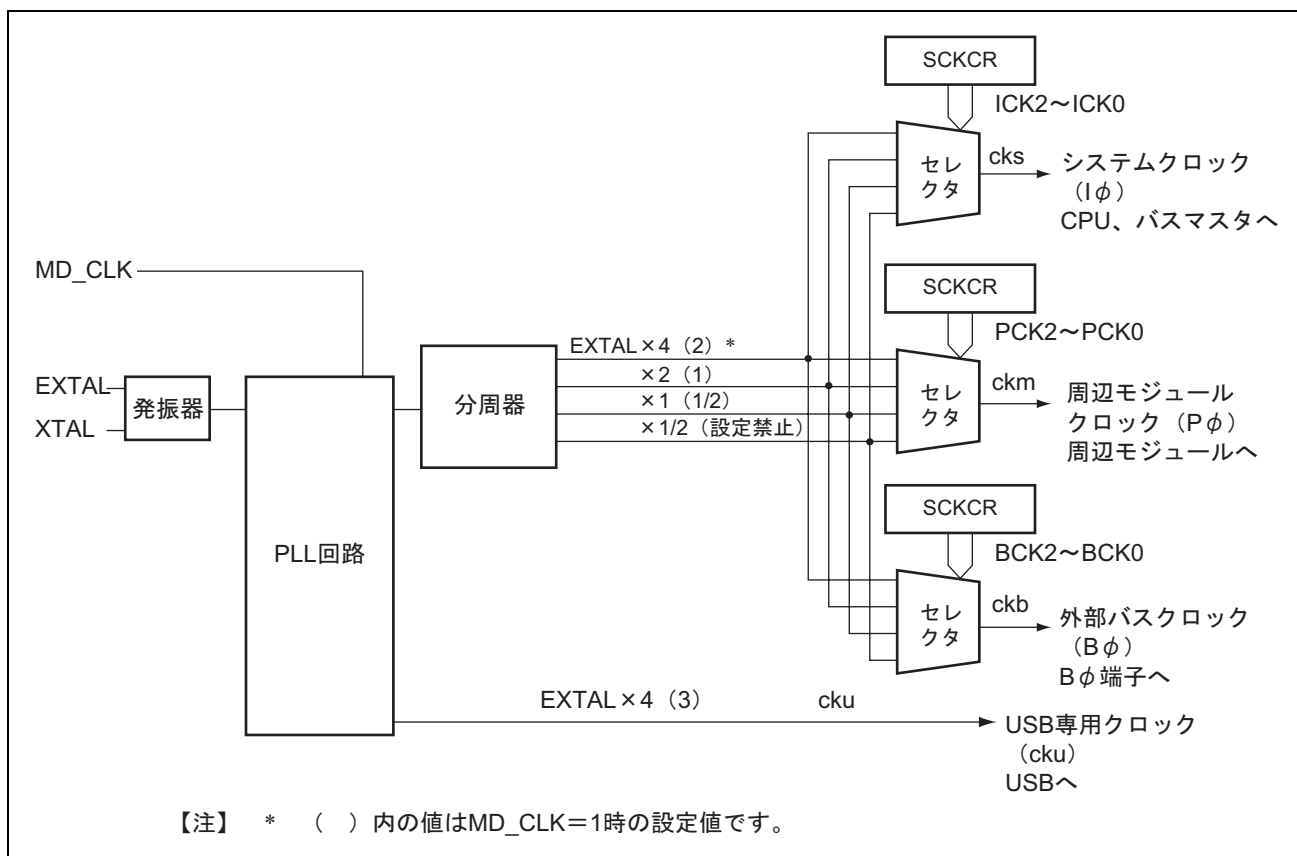 SCKCR
ICK2～ICK0
セレ
クタ
cks
システムクロック
（Iφ）
CPU、バスマスタへ
MD_CLK
SCKCR
PCK2～PCK0
EXTAL×4（2）*
×2（1）
×1（1/2）
×1/2（設定禁止）
EXTAL
XTAL
発振器
分周器
セレ
クタ
ckm
周辺モジュール
クロック（Pφ）
周辺モジュールへ
PLL回路
SCKCR
BCK2～BCK0
セレ
クタ
ckb
外部バスクロック
（Bφ）
Bφ端子へ
EXTAL×4（3）
cku
USB専用クロック
（cku）
USBへ
【注】 * （ ）内の値はMD_CLK＝1時の設定値です。